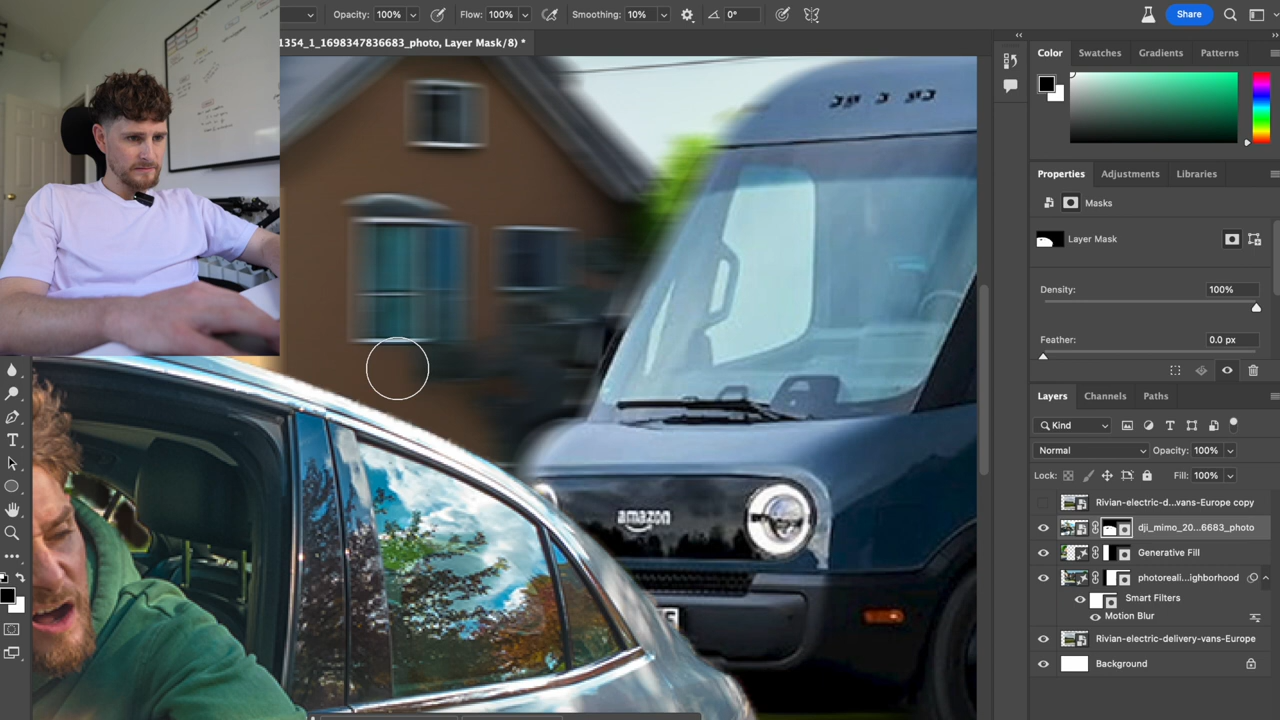 Opacity: 100% Flow: 100% Smoothing: 10% 0° Share
1354_1_1698347836683_photo, Layer Mask/8) *
Color Swatches Gradients Patterns
Properties Adjustments Libraries
Masks
Layer Mask
Density: 100%
Feather: 0.0 px
Layers Channels Paths
Kind
Normal Opacity: 100%
Lock: Fill: 100%
Rivian-electric-d...vans-Europe copy
dji_mimo_20...6683_photo
Generative Fill
photoreali...ighborhood
Smart Filters
Motion Blur
Rivian-electric-delivery-vans-Europe
Background
T
amazon